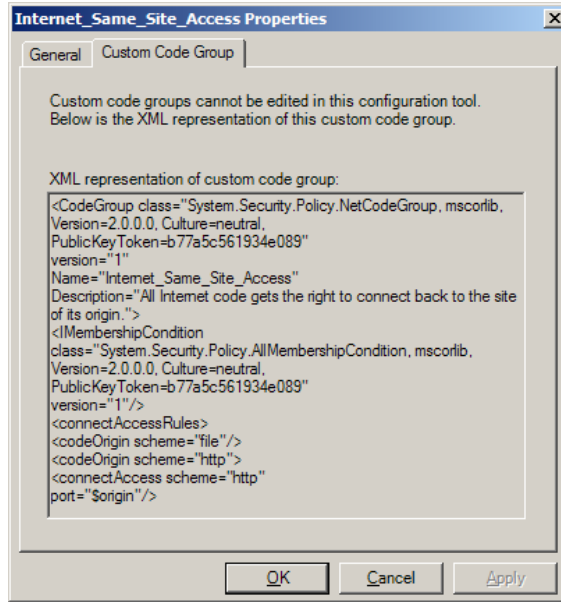 Internet_Same_Site_Access Properties
General
Custom Code Group
Custom code groups cannot be edited in this configuration tool.
Below is the XML representation of this custom code group.
XML representation of custom code group:
<CodeGroup class="System.Security.Policy.NetCodeGroup, mscorlib,
Version=2.0.0.0, Culture=neutral,
PublicKeyToken=b77a5c561934e089"
version="1"
Name="Internet_Same_Site_Access"
Description="All Internet code gets the right to connect back to the site
of its origin.">
<IMembershipCondition
class="System.Security.Policy.AllMembershipCondition, mscorlib,
Version=2.0.0.0, Culture=neutral,
PublicKeyToken=b77a5c561934e089"
version="1"/>
<connectAccessRules>
<codeOrigin scheme="file"/>
<codeOrigin scheme="http">
<connectAccess scheme="http"
port="$origin"/>
OK
Cancel
Apply